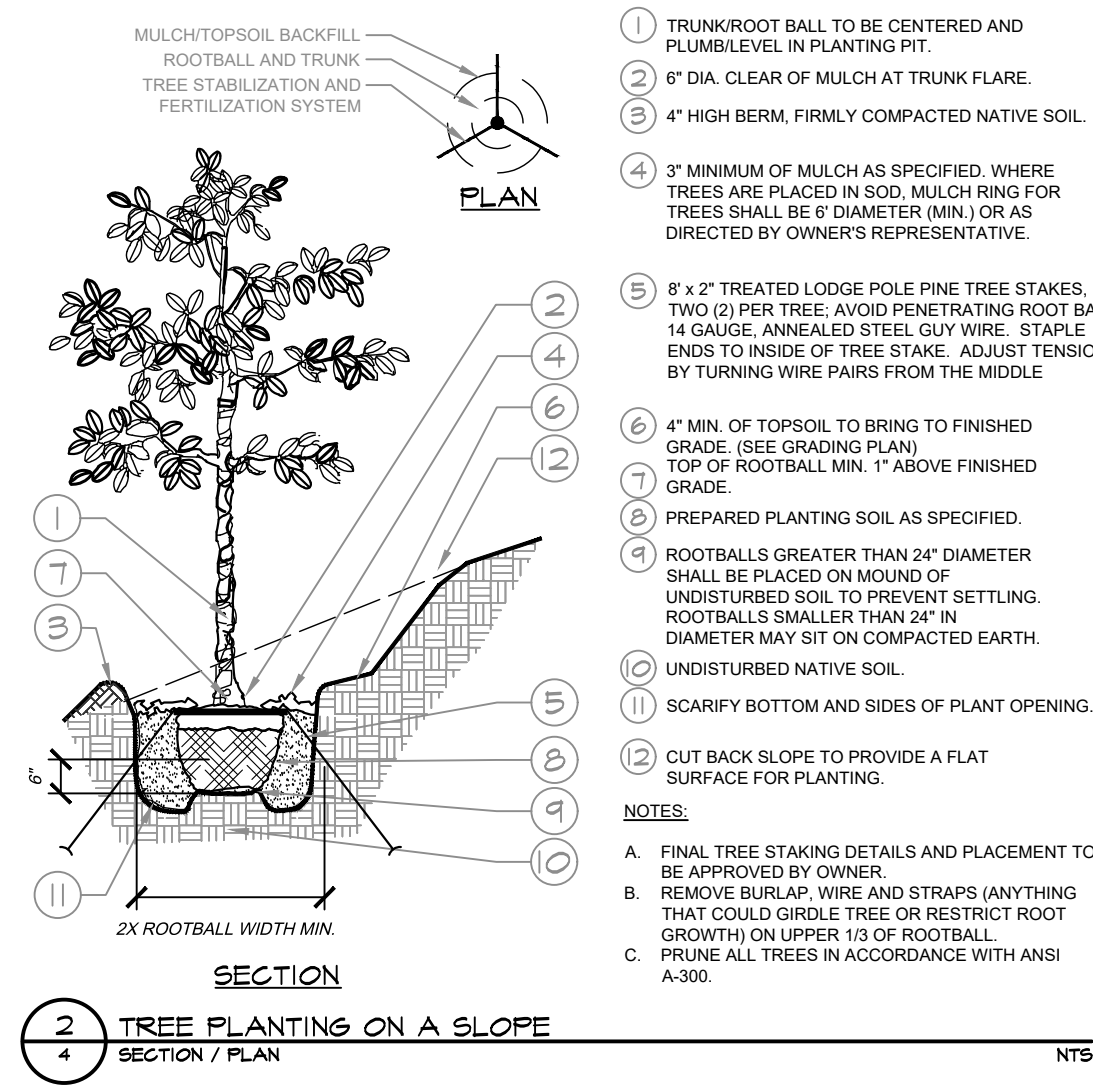 MULCH/TOPSOIL BACKFILL
ROOTBALL AND TRUNK
TREE STABILIZATION AND
FERTILIZATION SYSTEM
PLAN
2
4
6
12
1
7
3
5
8
9
10
11
6"
2X ROOTBALL WIDTH MIN.
SECTION
1 TRUNK/ROOT BALL TO BE CENTERED AND
PLUMB/LEVEL IN PLANTING PIT.
2 6" DIA. CLEAR OF MULCH AT TRUNK FLARE.
3 4" HIGH BERM, FIRMLY COMPACTED NATIVE SOIL.
4 3" MINIMUM OF MULCH AS SPECIFIED. WHERE
TREES ARE PLACED IN SOD, MULCH RING FOR
TREES SHALL BE 6' DIAMETER (MIN.) OR AS
DIRECTED BY OWNER'S REPRESENTATIVE.
5 8' x 2" TREATED LODGE POLE PINE TREE STAKES,
TWO (2) PER TREE; AVOID PENETRATING ROOT BA
14 GAUGE, ANNEALED STEEL GUY WIRE. STAPLE
ENDS TO INSIDE OF TREE STAKE. ADJUST TENSIO
BY TURNING WIRE PAIRS FROM THE MIDDLE
6 4" MIN. OF TOPSOIL TO BRING TO FINISHED
GRADE. (SEE GRADING PLAN)
7 TOP OF ROOTBALL MIN. 1" ABOVE FINISHED
GRADE.
8 PREPARED PLANTING SOIL AS SPECIFIED.
9 ROOTBALLS GREATER THAN 24" DIAMETER
SHALL BE PLACED ON MOUND OF
UNDISTURBED SOIL TO PREVENT SETTLING.
ROOTBALLS SMALLER THAN 24" IN
DIAMETER MAY SIT ON COMPACTED EARTH.
10 UNDISTURBED NATIVE SOIL.
11 SCARIFY BOTTOM AND SIDES OF PLANT OPENING.
12 CUT BACK SLOPE TO PROVIDE A FLAT
SURFACE FOR PLANTING.
NOTES:
A. FINAL TREE STAKING DETAILS AND PLACEMENT TO
BE APPROVED BY OWNER.
B. REMOVE BURLAP, WIRE AND STRAPS (ANYTHING
THAT COULD GIRDLE TREE OR RESTRICT ROOT
GROWTH) ON UPPER 1/3 OF ROOTBALL.
C. PRUNE ALL TREES IN ACCORDANCE WITH ANSI
A-300.
2 TREE PLANTING ON A SLOPE
4 SECTION / PLAN NTS